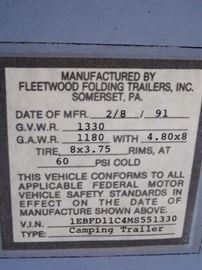 MANUFACTURED BY
FLEETWOOD FOLDING TRAILERS, INC.
SOMERSET, PA.
DATE OF MFR. 2/8 / 91
G.V.W.R. 1330
G.A.W.R. 1180 WITH 4.80x8
TIRE, 8x3.75 RIMS, AT
60 PSI COLD
THIS VEHICLE CONFORMS TO ALL
APPLICABLE FEDERAL MOTOR
VEHICLE SAFETY STANDARDS IN
EFFECT ON THE DATE OF
MANUFACTURE SHOWN ABOVE.
V.I.N. 1EBFD11C4MS551330
TYPE: Camping Trailer